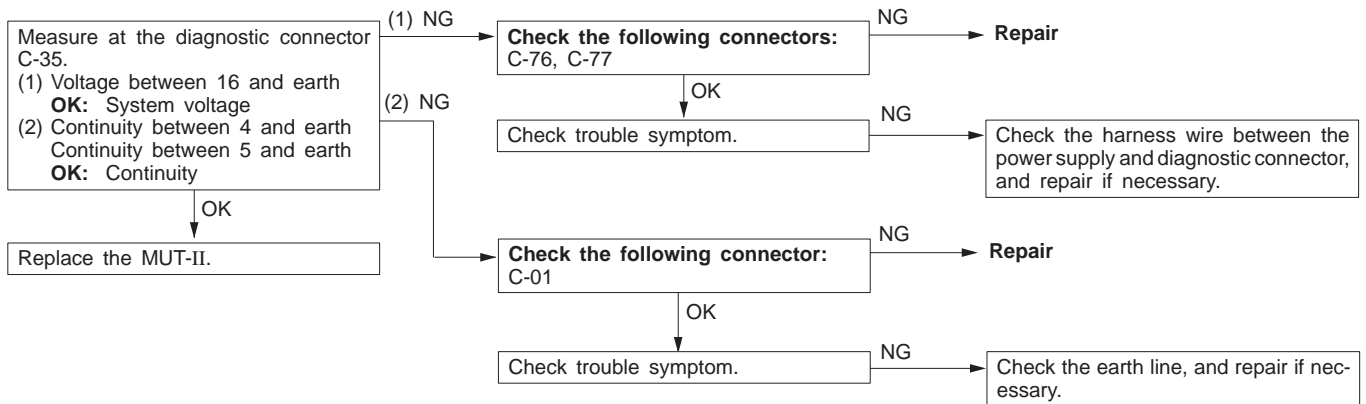 Measure at the diagnostic connector
C-35.
(1) Voltage between 16 and earth
OK: System voltage
(2) Continuity between 4 and earth
Continuity between 5 and earth
OK: Continuity
(1) NG
(2) NG
OK
Replace the MUT-II.
Check the following connectors:
C-76, C-77
NG
Repair
OK
Check trouble symptom.
NG
Check the harness wire between the
power supply and diagnostic connector,
and repair if necessary.
Check the following connector:
C-01
NG
Repair
OK
Check trouble symptom.
NG
Check the earth line, and repair if nec-
essary.